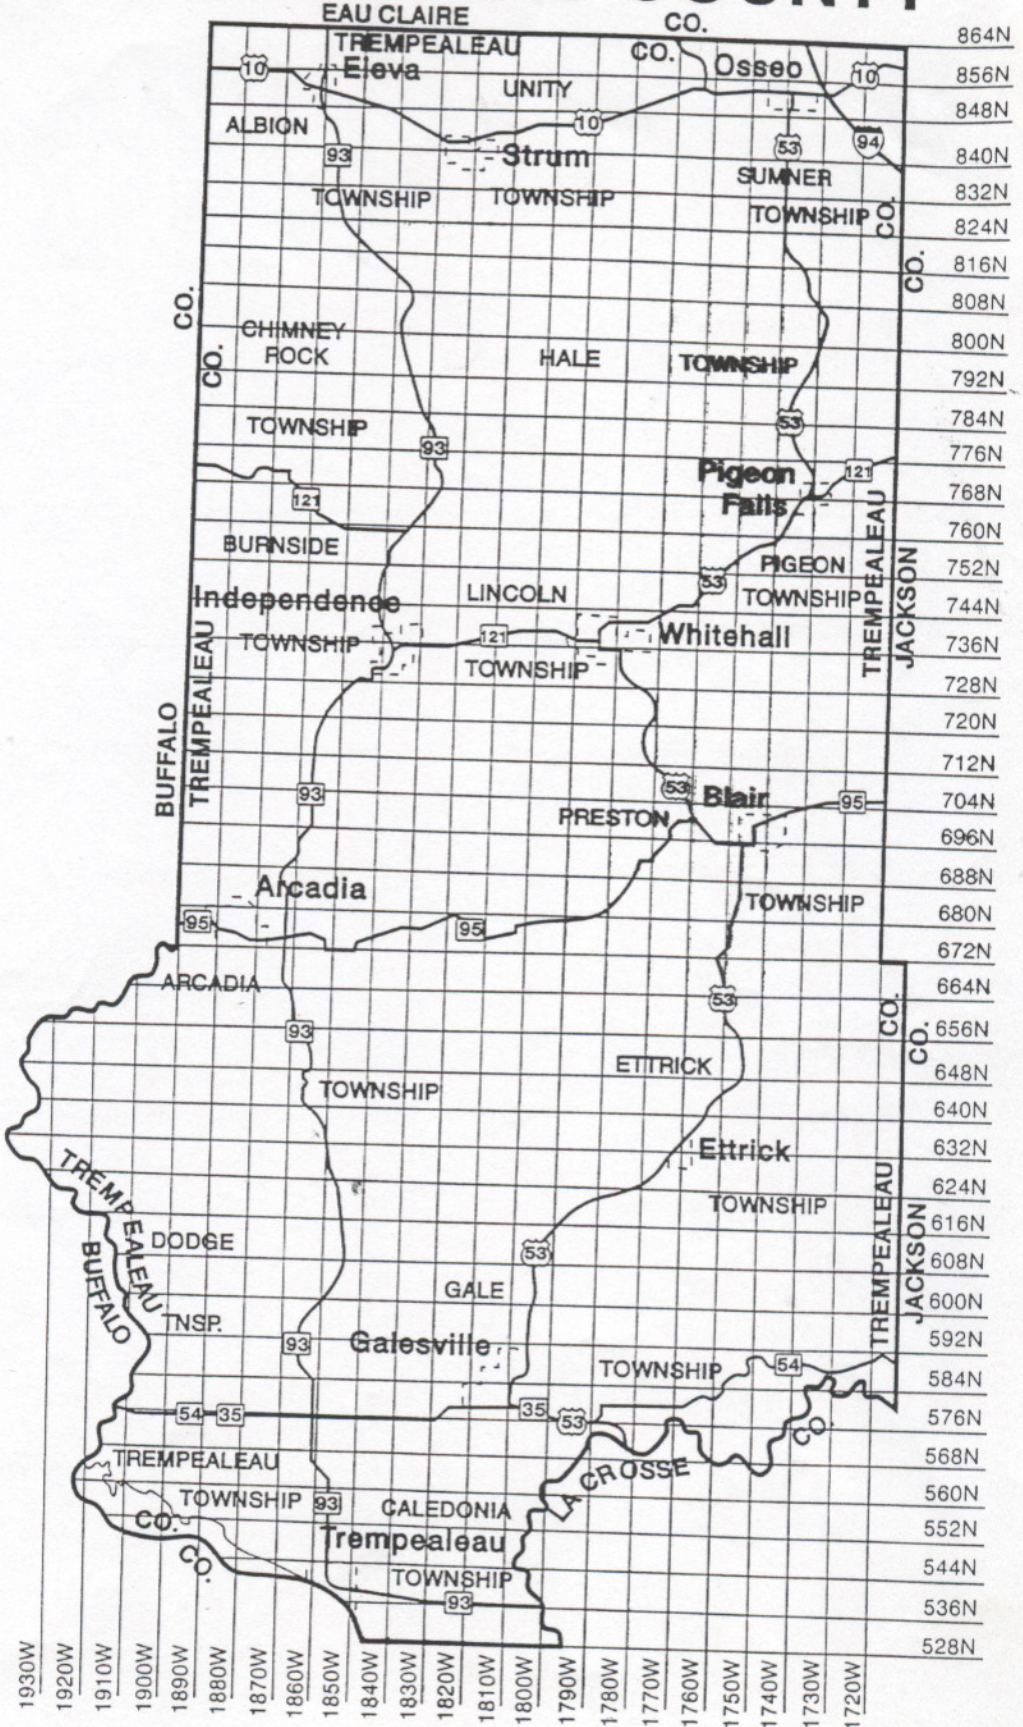 COUNTY
EAU CLAIRE
CO.
864N
TREMPEALEAU
CO.
Osseo
10
Eleva
10
856N
UNITY
848N
ALBION
10
93
Strum
53
94
840N
SUMNER
TOWNSHIP
TOWNSHIP
832N
TOWNSHIP
CO.
824N
CO.
816N
CO.
808N
CHIMNEY
ROCK
HALE
TOWNSHIP
800N
CO.
792N
TOWNSHIP
53
784N
93
776N
Pigeon
Falls
121
121
768N
760N
BURNSIDE
PIGEON
752N
53
LINCOLN
TOWNSHIP
744N
Independence
TOWNSHIP
121
Whitehall
736N
TOWNSHIP
TREMPEALEAU
JACKSON
728N
BUFFALO
TREMPEALEAU
720N
712N
93
53
Blair
95
704N
PRESTON
696N
Arcadia
688N
TOWNSHIP
95
95
680N
672N
ARCADIA
664N
53
CO.
93
656N
CO.
ETTRICK
648N
TOWNSHIP
640N
Ettrick
632N
TREMPEALEAU
BUFFALO
624N
TOWNSHIP
616N
TREMPEALEAU
JACKSON
DODGE
53
608N
GALE
600N
TNSP.
93
Galesville
592N
TOWNSHIP
54
584N
54
35
35
53
576N
CO.
TREMPEALEAU
568N
LA CROSSE
TOWNSHIP
93
CALEDONIA
560N
CO.
Trempealeau
552N
CO.
544N
TOWNSHIP
93
536N
528N
1930W
1920W
1910W
1900W
1890W
1880W
1870W
1860W
1850W
1840W
1830W
1820W
1810W
1800W
1790W
1780W
1770W
1760W
1750W
1740W
1730W
1720W